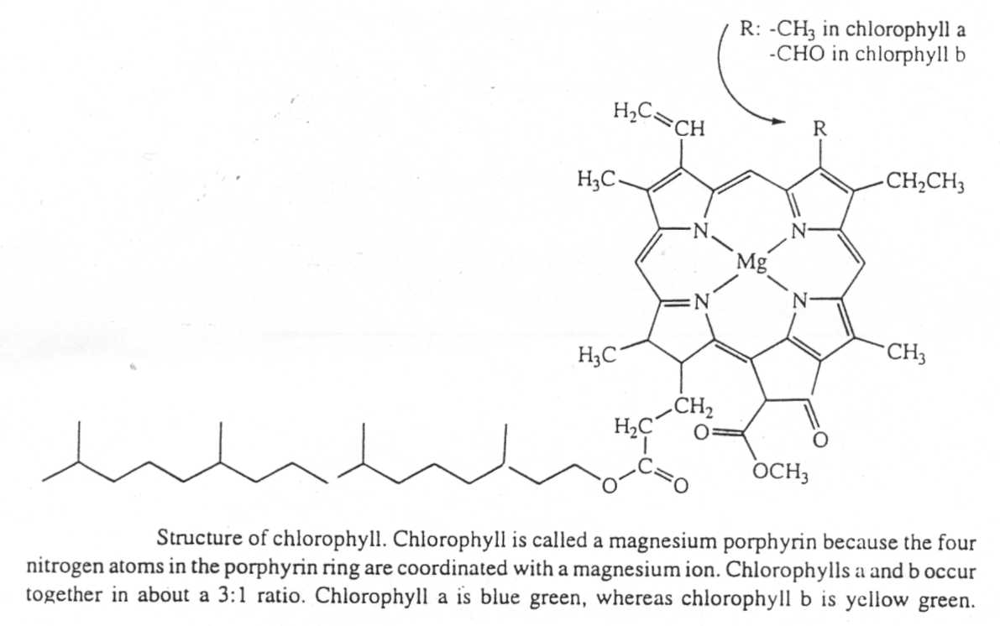 R: -CH₃ in chlorophyll a
-CHO in chlorphyll b
H₂C
CH
R
H₃C
CH₂CH₃
N
N
Mg
N
N
H₃C
CH₃
CH₂
H₂C
O
O
OCH₃
O
C
O
Structure of chlorophyll. Chlorophyll is called a magnesium porphyrin because the four
nitrogen atoms in the porphyrin ring are coordinated with a magnesium ion. Chlorophylls a and b occur
together in about a 3:1 ratio. Chlorophyll a is blue green, whereas chlorophyll b is yellow green.